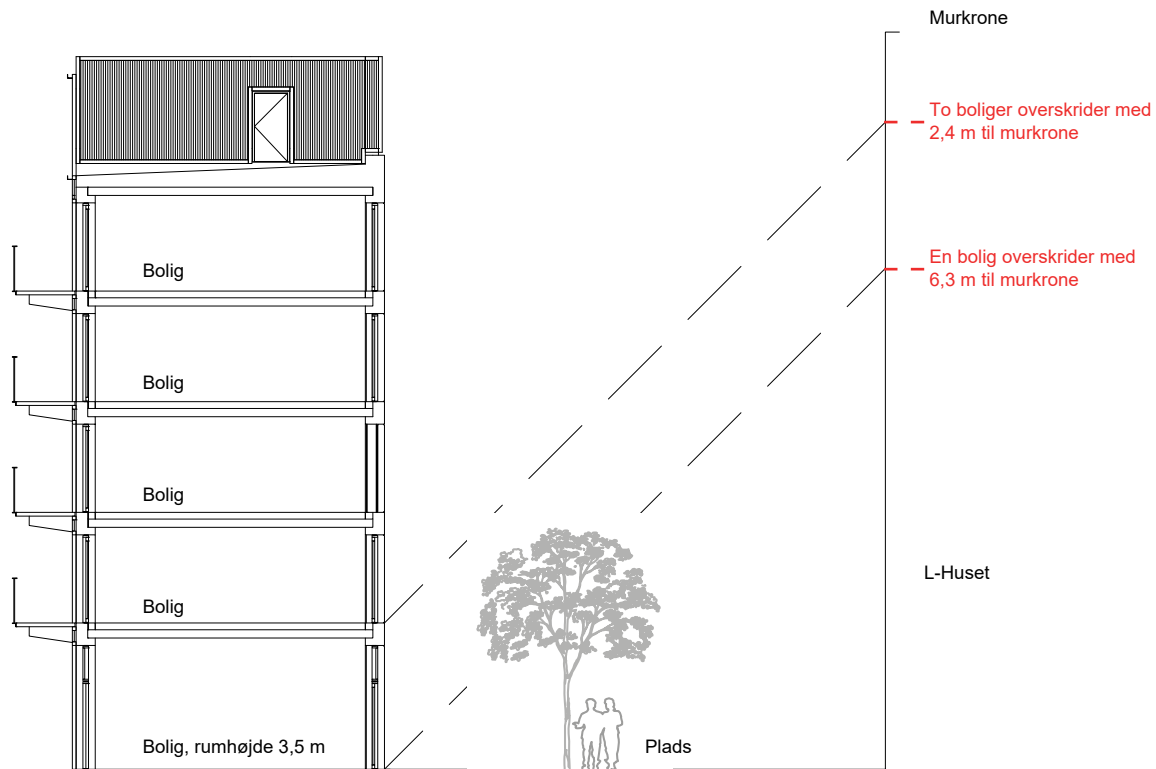 Murkrone
To boliger overskrider med
2,4 m til murkrone
En bolig overskrider med
6,3 m til murkrone
Bolig
Bolig
Bolig
Bolig
L-Huset
Bolig, rumhøjde 3,5 m
Plads